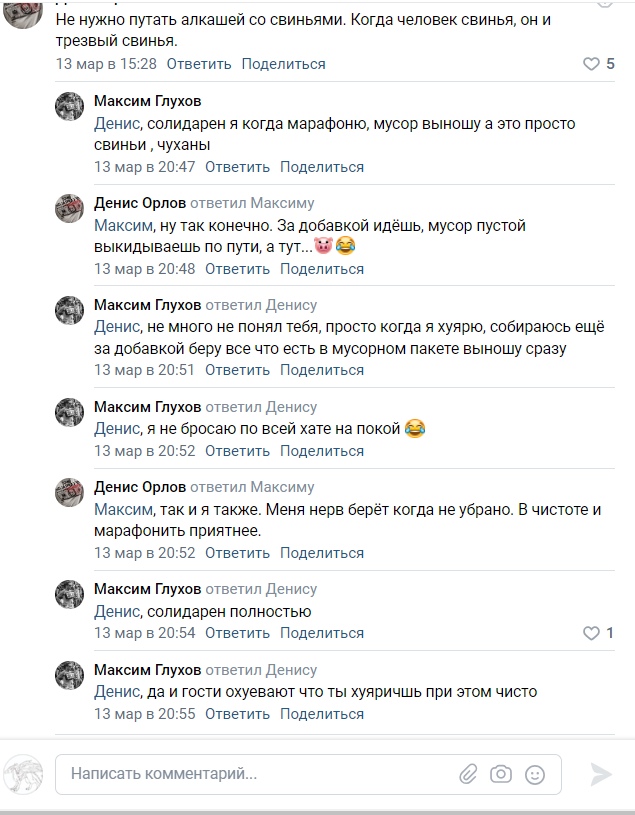 Не нужно путать алкашей со свиньями. Когда человек свинья, он и
трезвый свинья.
13 мар в 15:28 Ответить Поделиться 5
Максим Глухов
Денис, солидарен я когда марафоню, мусор выношу а это просто
свиньи , чуханы
13 мар в 20:47 Ответить Поделиться
Денис Орлов ответил Максиму
Максим, ну так конечно. За добавкой идёшь, мусор пустой
выкидываешь по пути, а тут...🐷😂
13 мар в 20:48 Ответить Поделиться
Максим Глухов ответил Денису
Денис, не много не понял тебя, просто когда я хуярю, собираюсь ещё
за добавкой беру все что есть в мусорном пакете выношу сразу
13 мар в 20:51 Ответить Поделиться
Максим Глухов ответил Денису
Денис, я не бросаю по всей хате на покой 😂
13 мар в 20:52 Ответить Поделиться
Денис Орлов ответил Максиму
Максим, так и я также. Меня нерв берёт когда не убрано. В чистоте и
марафонить приятнее.
13 мар в 20:52 Ответить Поделиться
Максим Глухов ответил Денису
Денис, солидарен полностью
13 мар в 20:54 Ответить Поделиться 1
Максим Глухов ответил Денису
Денис, да и гости охуевают что ты хуяричшь при этом чисто
13 мар в 20:55 Ответить Поделиться
Написать комментарий...